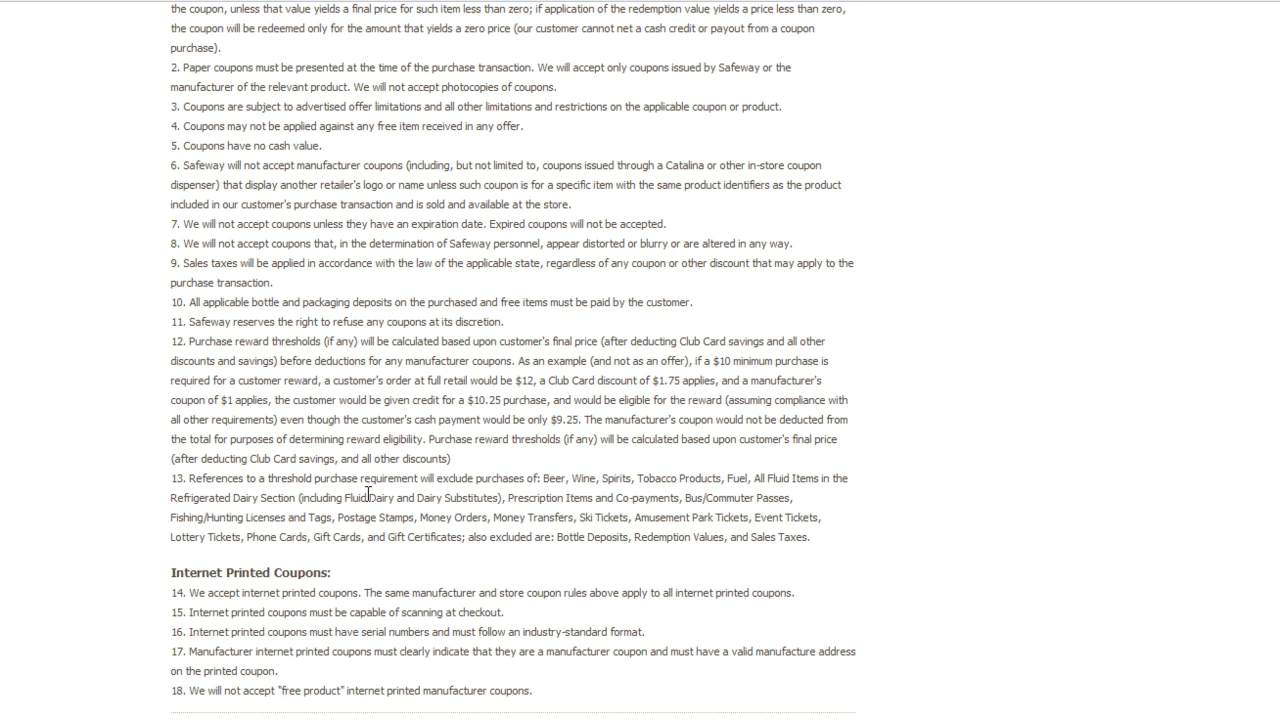 the coupon, unless that value yields a final price for such item less than zero; if application of the redemption value yields a price less than zero,
the coupon will be redeemed only for the amount that yields a zero price (our customer cannot net a cash credit or payout from a coupon
purchase).
2. Paper coupons must be presented at the time of the purchase transaction. We will accept only coupons issued by Safeway or the
manufacturer of the relevant product. We will not accept photocopies of coupons.
3. Coupons are subject to advertised offer limitations and all other limitations and restrictions on the applicable coupon or product.
4. Coupons may not be applied against any free item received in any offer.
5. Coupons have no cash value.
6. Safeway will not accept manufacturer coupons (including, but not limited to, coupons issued through a Catalina or other in-store coupon
dispenser) that display another retailer's logo or name unless such coupon is for a specific item with the same product identifiers as the product
included in our customer's purchase transaction and is sold and available at the store.
7. We will not accept coupons unless they have an expiration date. Expired coupons will not be accepted.
8. We will not accept coupons that, in the determination of Safeway personnel, appear distorted or blurry or are altered in any way.
9. Sales taxes will be applied in accordance with the law of the applicable state, regardless of any coupon or other discount that may apply to the
purchase transaction.
10. All applicable bottle and packaging deposits on the purchased and free items must be paid by the customer.
11. Safeway reserves the right to refuse any coupons at its discretion.
12. Purchase reward thresholds (if any) will be calculated based upon customer's final price (after deducting Club Card savings and all other
discounts and savings) before deductions for any manufacturer coupons. As an example (and not as an offer), if a $10 minimum purchase is
required for a customer reward, a customer's order at full retail would be $12, a Club Card discount of $1.75 applies, and a manufacturer's
coupon of $1 applies, the customer would be given credit for a $10.25 purchase, and would be eligible for the reward (assuming compliance with
all other requirements) even though the customer's cash payment would be only $9.25. The manufacturer's coupon would not be deducted from
the total for purposes of determining reward eligibility. Purchase reward thresholds (if any) will be calculated based upon customer's final price
(after deducting Club Card savings, and all other discounts)
13. References to a threshold purchase requirement will exclude purchases of: Beer, Wine, Spirits, Tobacco Products, Fuel, All Fluid Items in the
Refrigerated Dairy Section (including Fluid Dairy and Dairy Substitutes), Prescription Items and Co-payments, Bus/Commuter Passes,
Fishing/Hunting Licenses and Tags, Postage Stamps, Money Orders, Money Transfers, Ski Tickets, Amusement Park Tickets, Event Tickets,
Lottery Tickets, Phone Cards, Gift Cards, and Gift Certificates; also excluded are: Bottle Deposits, Redemption Values, and Sales Taxes.
Internet Printed Coupons:
14. We accept internet printed coupons. The same manufacturer and store coupon rules above apply to all internet printed coupons.
15. Internet printed coupons must be capable of scanning at checkout.
16. Internet printed coupons must have serial numbers and must follow an industry-standard format.
17. Manufacturer internet printed coupons must clearly indicate that they are a manufacturer coupon and must have a valid manufacture address
on the printed coupon.
18. We will not accept "free product" internet printed manufacturer coupons.